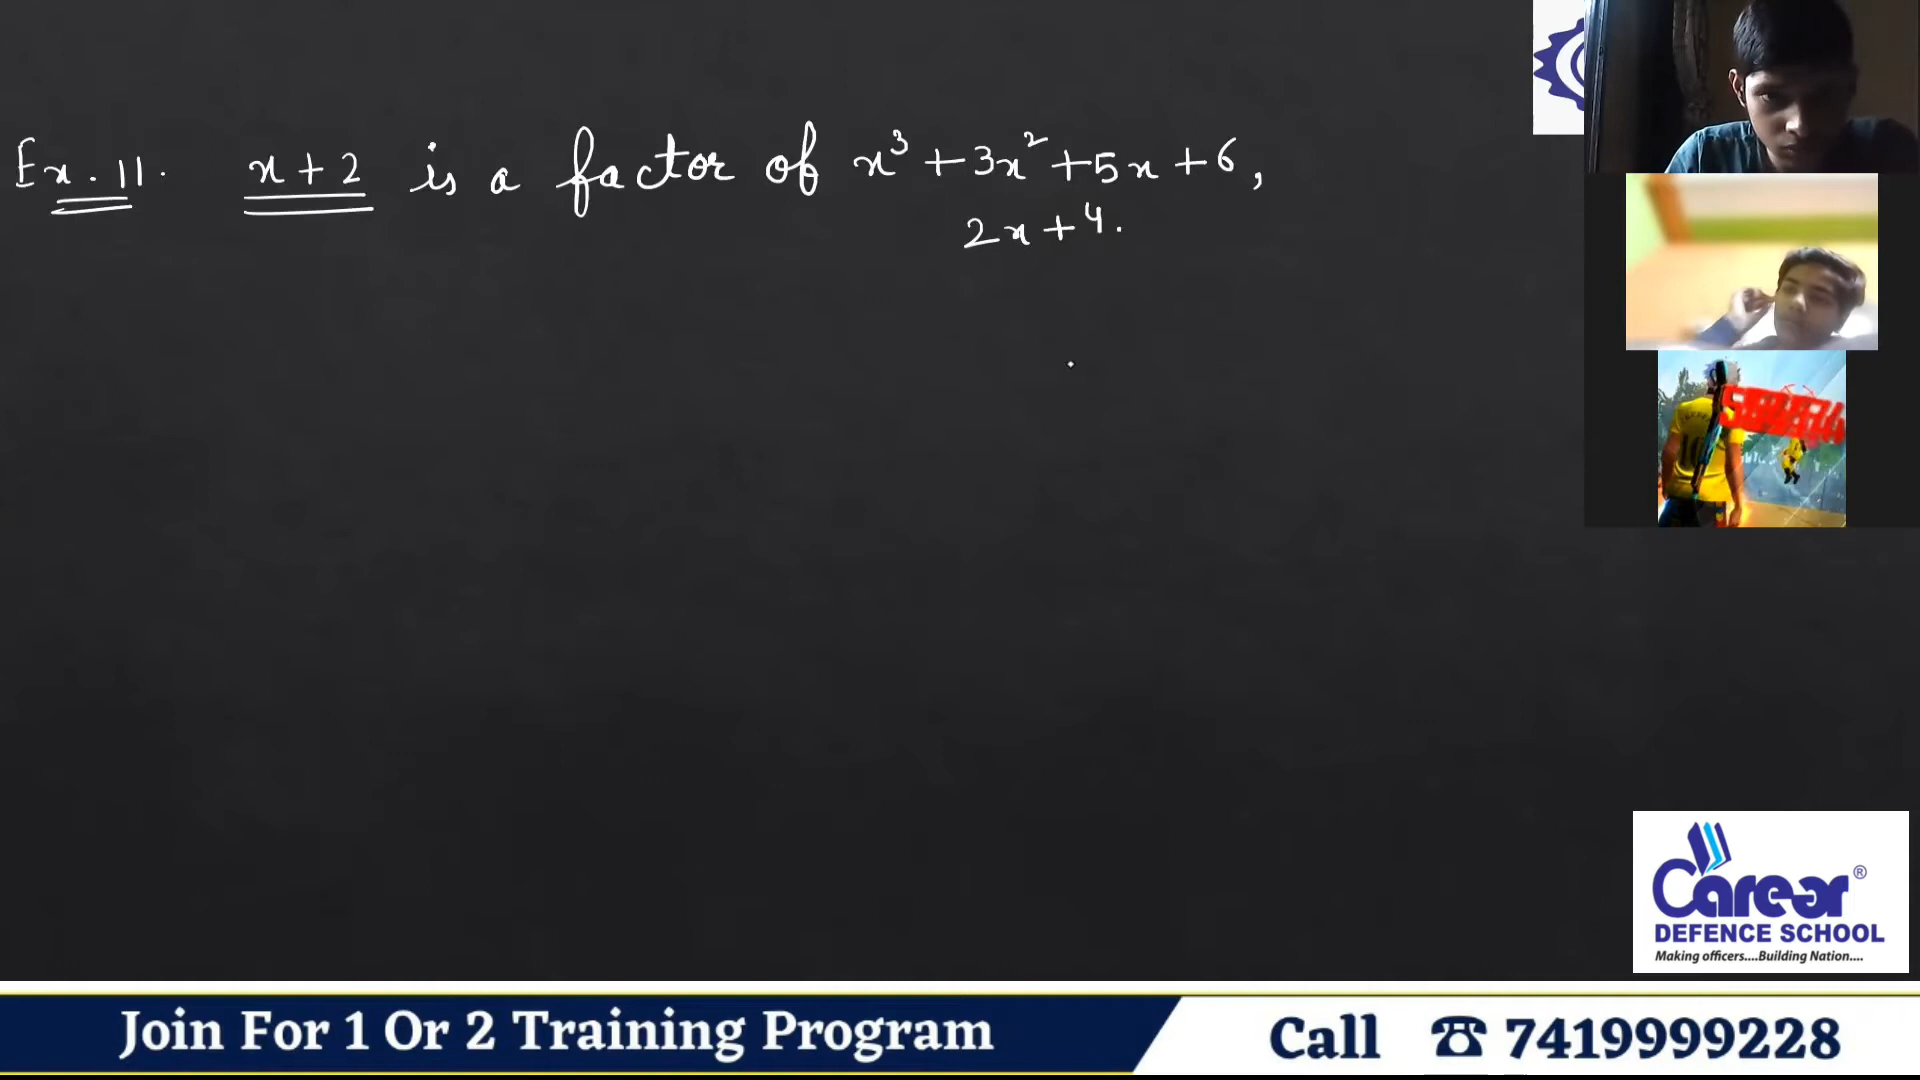 Ex. 11. x + 2 is a factor of x³ + 3x² + 5x + 6,
2x + 4.
Career®
DEFENCE SCHOOL
Making officers....Building Nation....
Join For 1 Or 2 Training Program
Call ☎ 7419999228